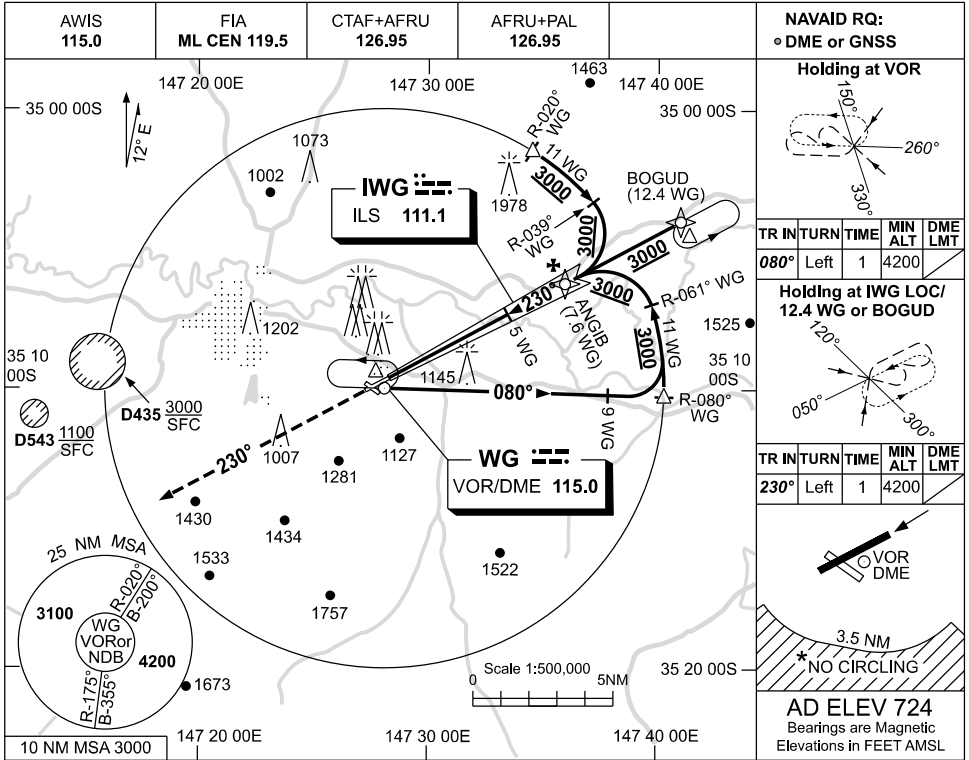 AWIS
115.0
FIA
ML CEN 119.5
CTAF+AFRU
126.95
AFRU+PAL
126.95
NAVAID RQ:
DME or GNSS
147 20 00E
147 30 00E
147 40 00E
1463
35 00 00S
35 00 00S
12° E
1073
1002
R-020°
WG
11 WG
3000
1978
IWG
ILS 111.1
R-039°
WG
3000
BOGUD
(12.4 WG)
3000
230°
3000
ANGIB
(7.6 WG)
R-061° WG
11 WG
3000
5 WG
1525
1202
1145
35 10
00S
35 10
00S
080°
9 WG
R-080°
WG
D435 3000
SFC
D543 1100
SFC
230°
1007
1127
1281
WG
VOR/DME 115.0
1430
1434
1533
1522
1757
25 NM MSA
R-020°
B-200°
3100
WG
VORor
NDB
4200
R-175°
B-355°
1673
10 NM MSA 3000
Scale 1:500,000
0
5NM
35 20 00S
147 20 00E
147 30 00E
147 40 00E
Holding at VOR
150°
260°
330°
TR IN TURN TIME MIN ALT DME LMT
080° Left 1 4200
Holding at IWG LOC/
12.4 WG or BOGUD
120°
050°
300°
TR IN TURN TIME MIN ALT DME LMT
230° Left 1 4200
VOR
DME
3.5 NM
*NO CIRCLING
AD ELEV 724
Bearings are Magnetic
Elevations in FEET AMSL